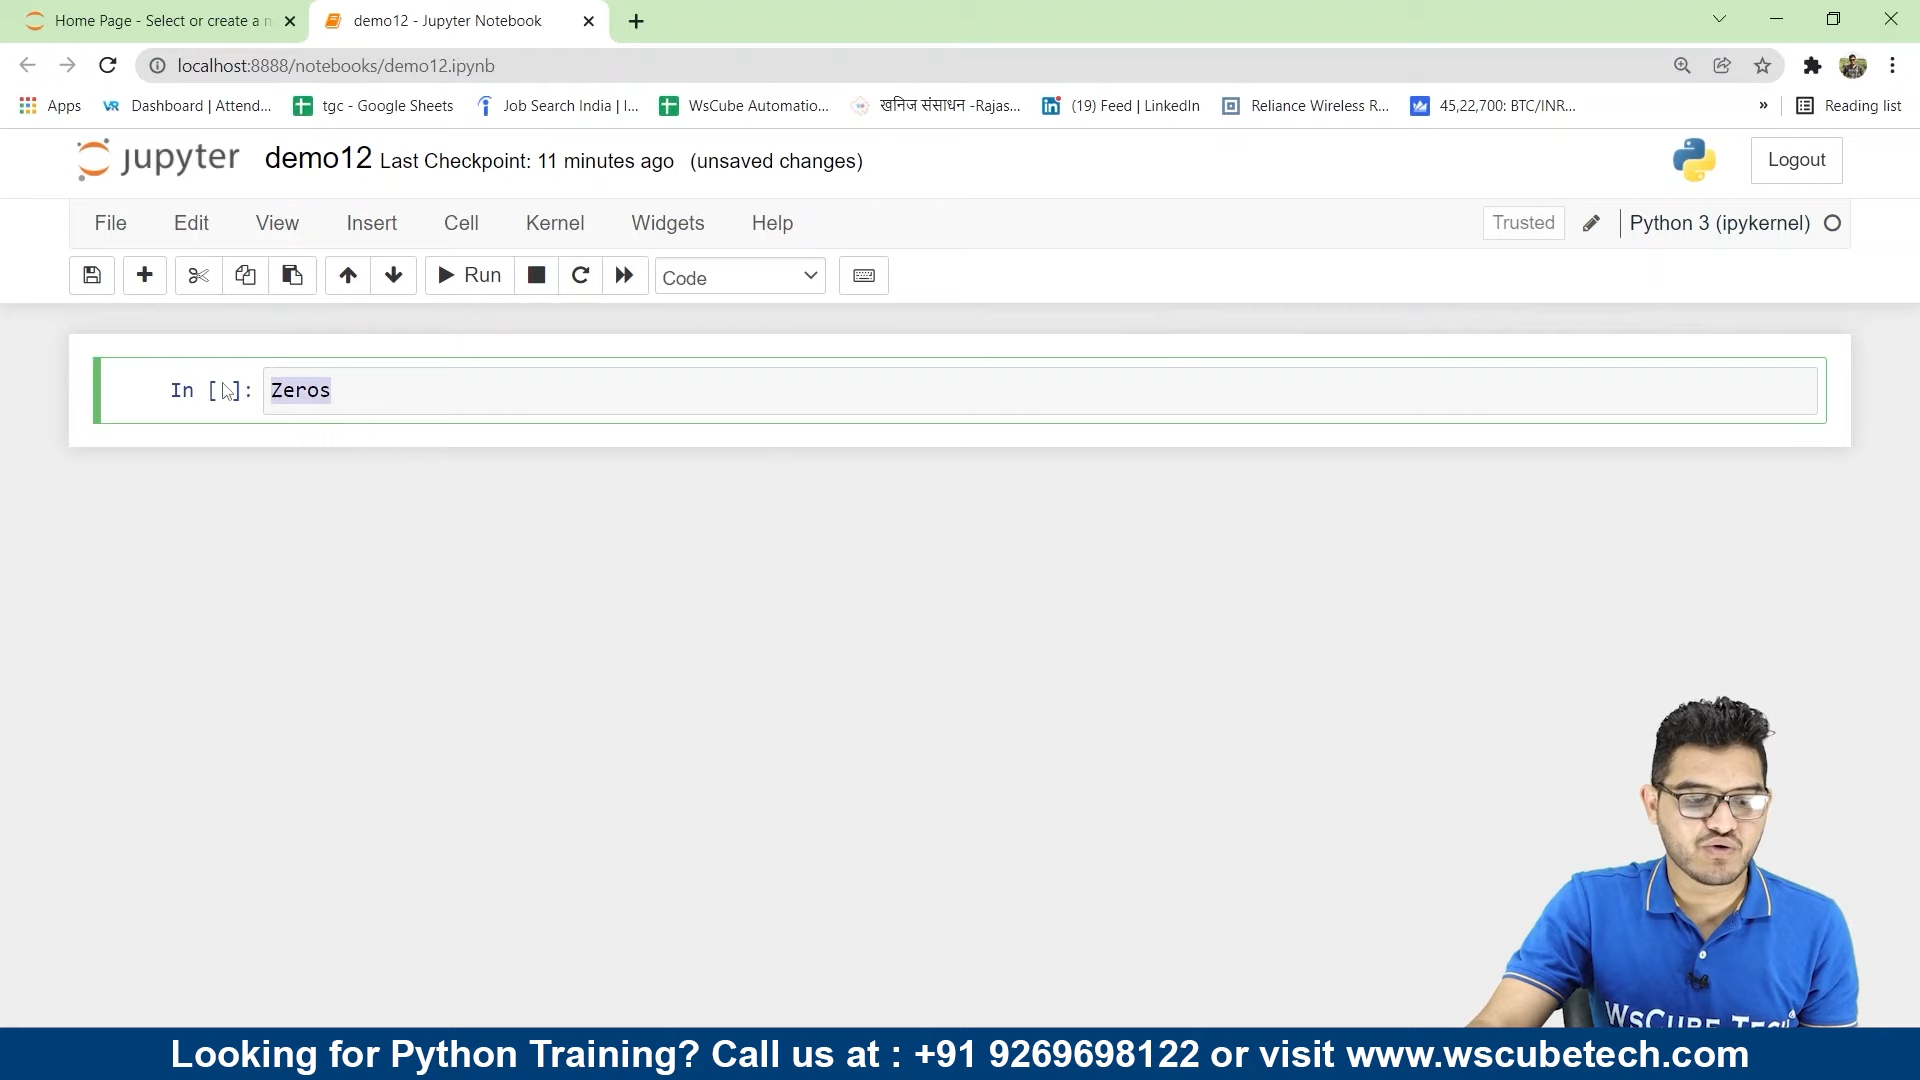 Home Page - Select or create a n
demo12 - Jupyter Notebook
localhost:8888/notebooks/demo12.ipynb
Apps
VR Dashboard | Attend...
tgc - Google Sheets
Job Search India | I...
WsCube Automatio...
खनिज संसाधन -Rajas...
in (19) Feed | LinkedIn
Reliance Wireless R...
45,22,700: BTC/INR...
»
Reading list
jupyter demo12 Last Checkpoint: 11 minutes ago (unsaved changes)
Logout
File Edit View Insert Cell Kernel Widgets Help
Trusted
Python 3 (ipykernel)
Run
Code
In [ ]: Zeros
WsCube Tech®
Looking for Python Training? Call us at : +91 9269698122 or visit www.wscubetech.com